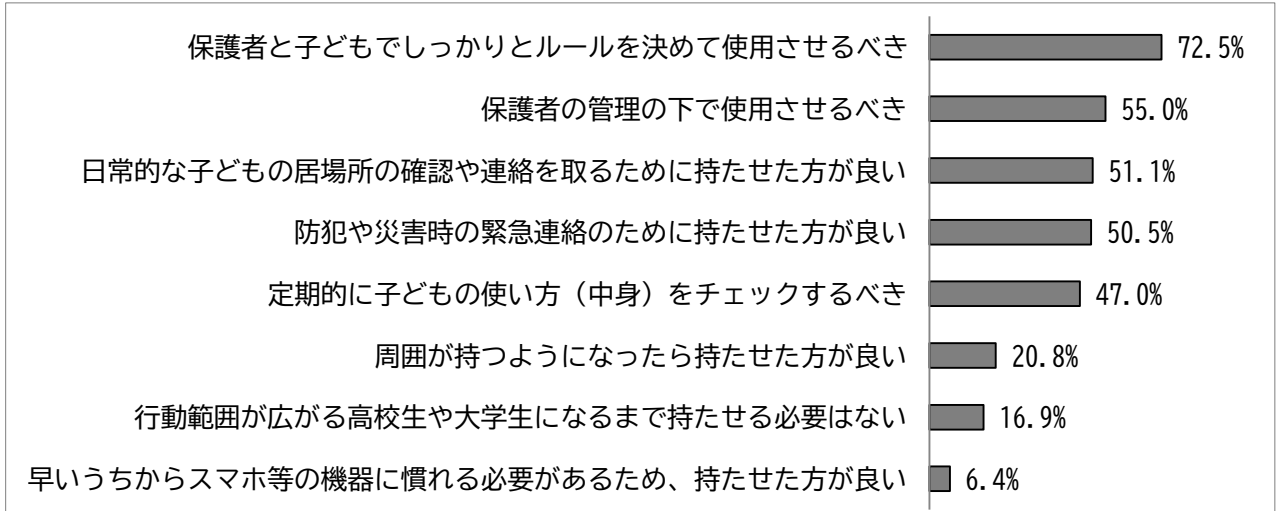 保護者と子どもでしっかりとルールを決めて使用させるべき 72.5%
保護者の管理の下で使用させるべき 55.0%
日常的な子どもの居場所の確認や連絡を取るために持たせた方が良い 51.1%
防犯や災害時の緊急連絡のために持たせた方が良い 50.5%
定期的に子どもの使い方（中身）をチェックするべき 47.0%
周囲が持つようになったら持たせた方が良い 20.8%
行動範囲が広がる高校生や大学生になるまで持たせる必要はない 16.9%
早いうちからスマホ等の機器に慣れる必要があるため、持たせた方が良い 6.4%